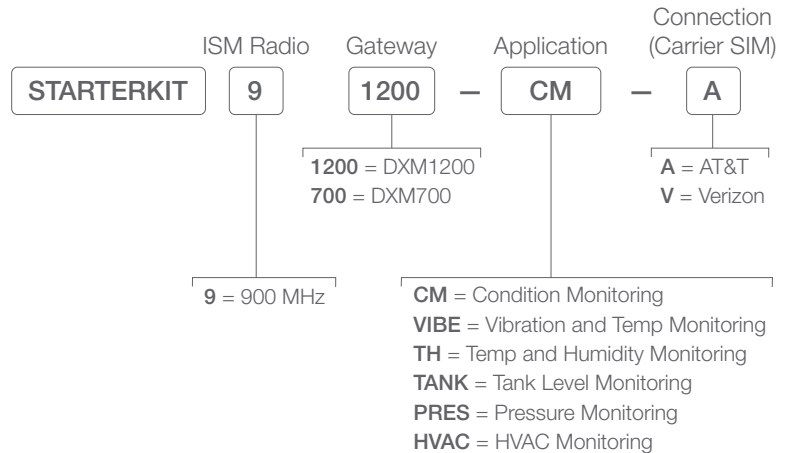 Connection
ISM Radio Gateway Application (Carrier SIM)
STARTERKIT 9 1200 – CM – A
1200 = DXM1200 A = AT&T
700 = DXM700 V = Verizon
9 = 900 MHz CM = Condition Monitoring
VIBE = Vibration and Temp Monitoring
TH = Temp and Humidity Monitoring
TANK = Tank Level Monitoring
PRES = Pressure Monitoring
HVAC = HVAC Monitoring